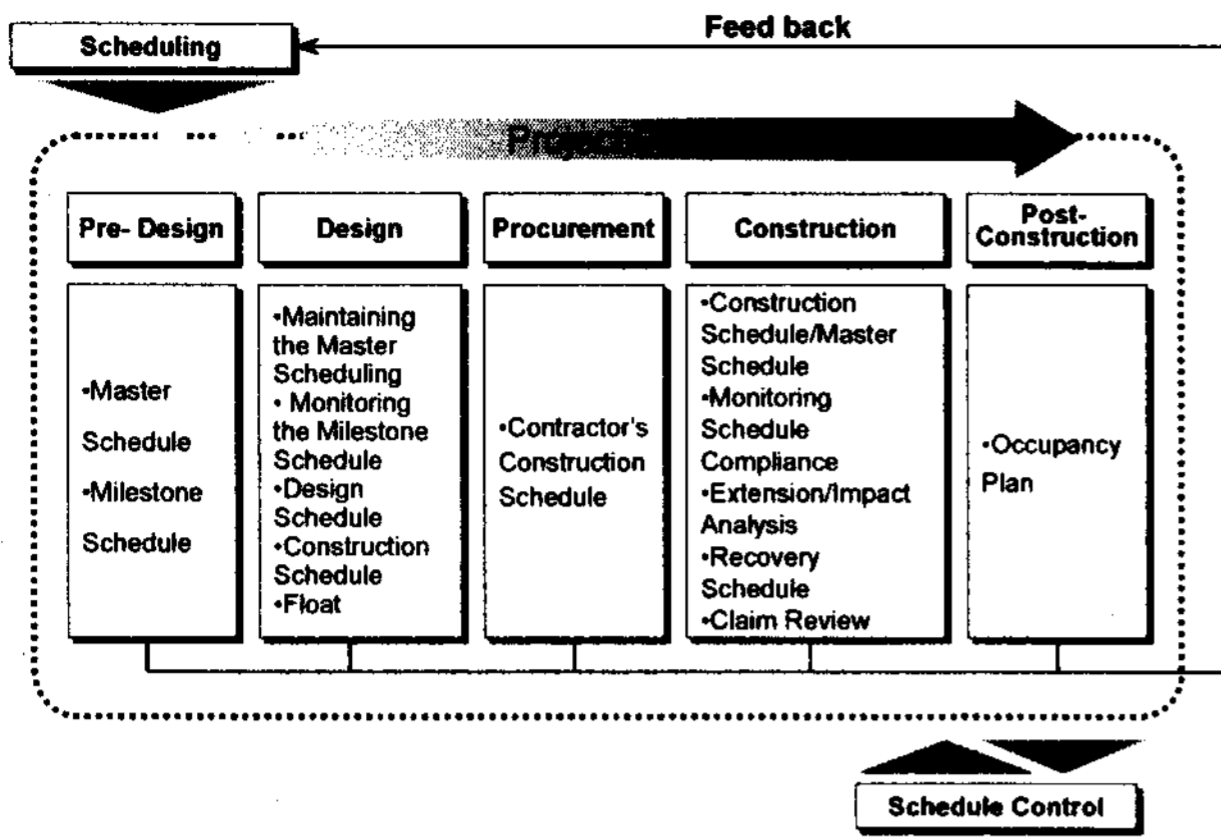 Feed back
Scheduling
Project
Pre- Design
Design
Procurement
Construction
Post-
Construction
•Master
Schedule
•Milestone
Schedule
•Maintaining
the Master
Scheduling
• Monitoring
the Milestone
Schedule
•Design
Schedule
•Construction
Schedule
•Float
•Contractor's
Construction
Schedule
•Construction
Schedule/Master
Schedule
•Monitoring
Schedule
Compliance
•Extension/Impact
Analysis
•Recovery
Schedule
•Claim Review
•Occupancy
Plan
Schedule Control